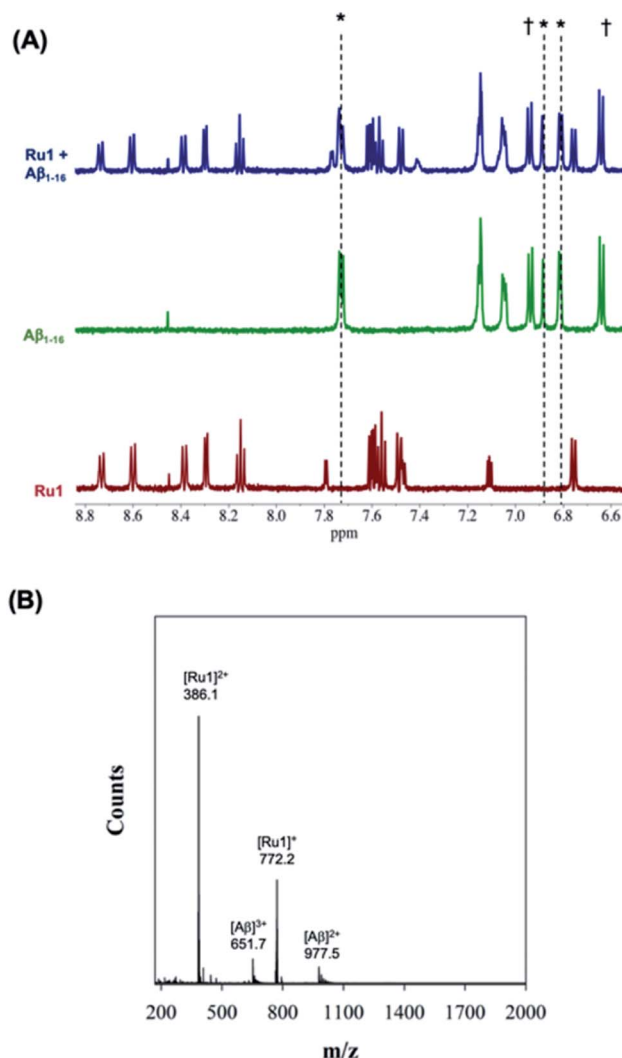 (A)
* † * * †
Ru1 +
Aβ₁₋₁₆
Aβ₁₋₁₆
Ru1
8.8 8.6 8.4 8.2 8.0 7.8 7.6 7.4 7.2 7.0 6.8 6.6
ppm
(B)
[Ru1]²⁺
386.1
[Ru1]⁺
772.2
[Aβ]³⁺
651.7
[Aβ]²⁺
977.5
Counts
200 500 800 1100 1400 1700 2000
m/z